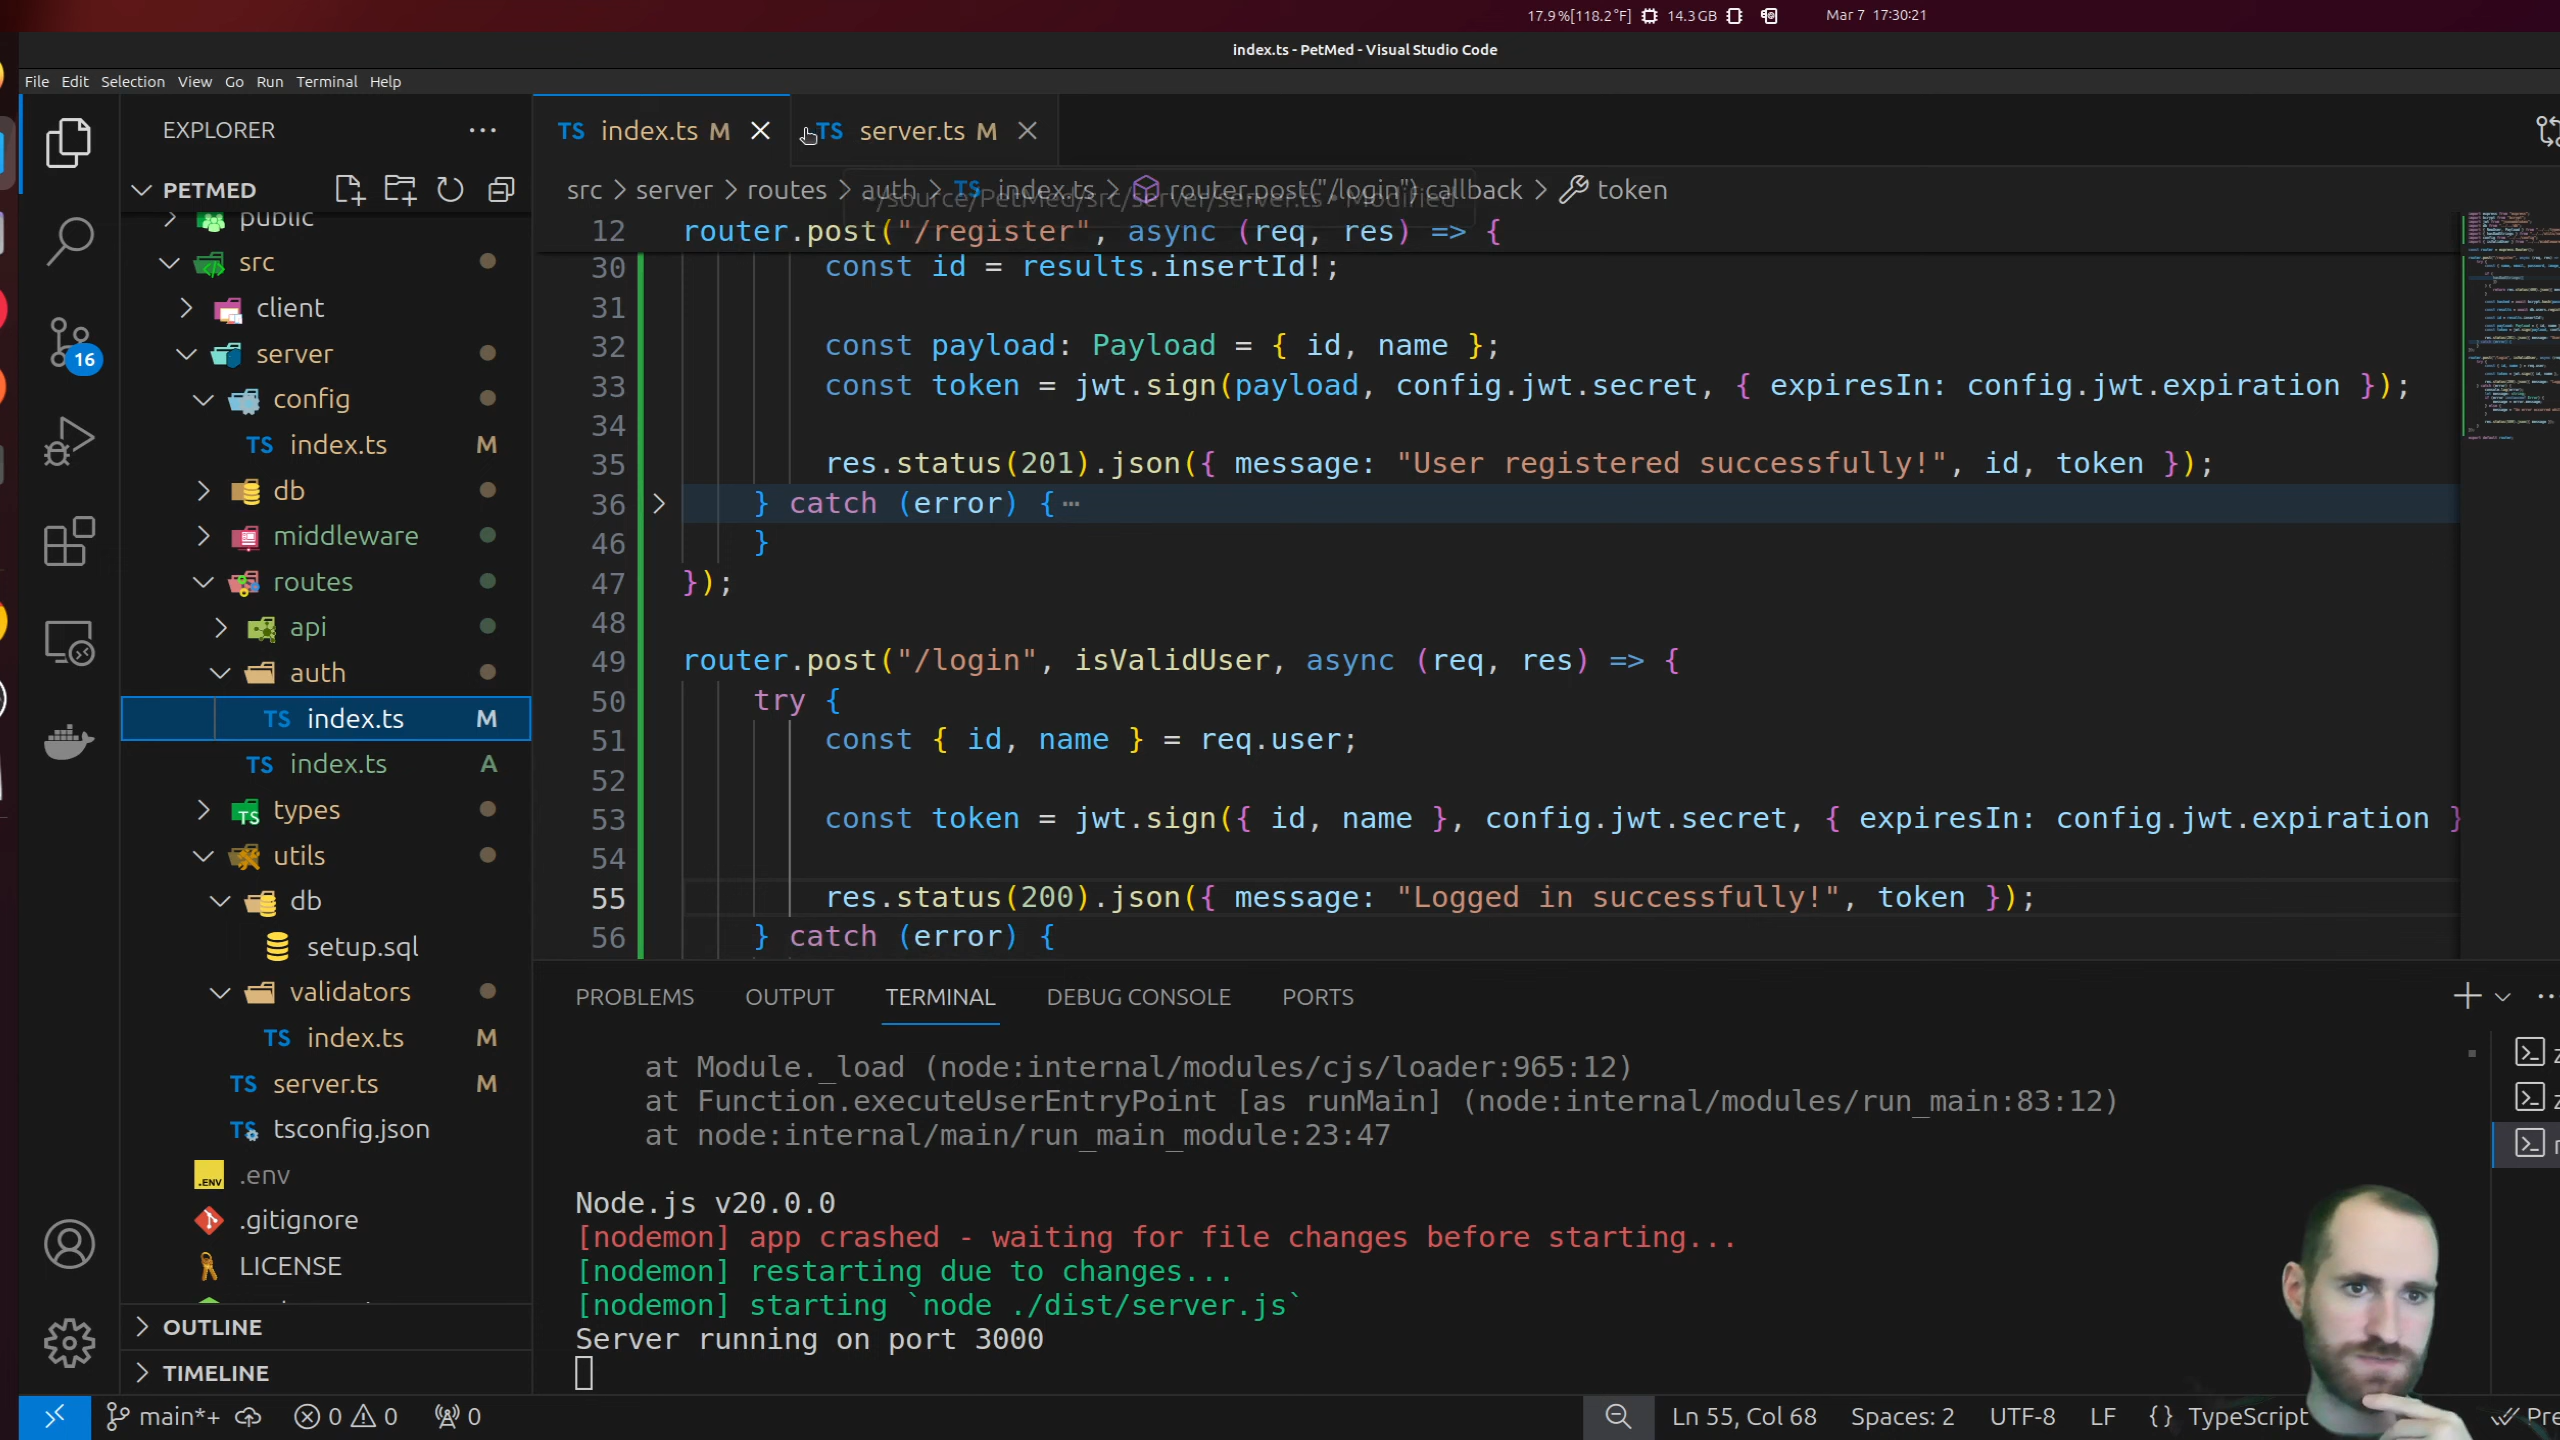 17.9%[118.2°F] 14.3GB Mar 7 17:30:21
index.ts - PetMed - Visual Studio Code
File Edit Selection View Go Run Terminal Help
EXPLORER
PETMED
public
src
client
server
config
TS index.ts M
db
middleware
routes
api
auth
TS index.ts M
TS index.ts A
types
utils
db
setup.sql
validators
TS index.ts M
TS server.ts M
TS tsconfig.json
.ENV .env
.gitignore
LICENSE
OUTLINE
TIMELINE
16
TS index.ts M
TS server.ts M
src > server > routes > auth > TS index.ts > router.post("/login") callback > token
~/source/PetMed/src/server/server.ts • Modified
12 router.post("/register", async (req, res) => {
30 const id = results.insertId!;
31
32 const payload: Payload = { id, name };
33 const token = jwt.sign(payload, config.jwt.secret, { expiresIn: config.jwt.expiration });
34
35 res.status(201).json({ message: "User registered successfully!", id, token });
36 } catch (error) { ⋯
46 }
47 });
48
49 router.post("/login", isValidUser, async (req, res) => {
50 try {
51 const { id, name } = req.user;
52
53 const token = jwt.sign({ id, name }, config.jwt.secret, { expiresIn: config.jwt.expiration }
54
55 res.status(200).json({ message: "Logged in successfully!", token });
56 } catch (error) {
PROBLEMS OUTPUT TERMINAL DEBUG CONSOLE PORTS
at Module._load (node:internal/modules/cjs/loader:965:12)
at Function.executeUserEntryPoint [as runMain] (node:internal/modules/run_main:83:12)
at node:internal/main/run_main_module:23:47
Node.js v20.0.0
[nodemon] app crashed - waiting for file changes before starting...
[nodemon] restarting due to changes...
[nodemon] starting `node ./dist/server.js`
Server running on port 3000
main*+ 0 0 0 Ln 55, Col 68 Spaces: 2 UTF-8 LF {} TypeScript